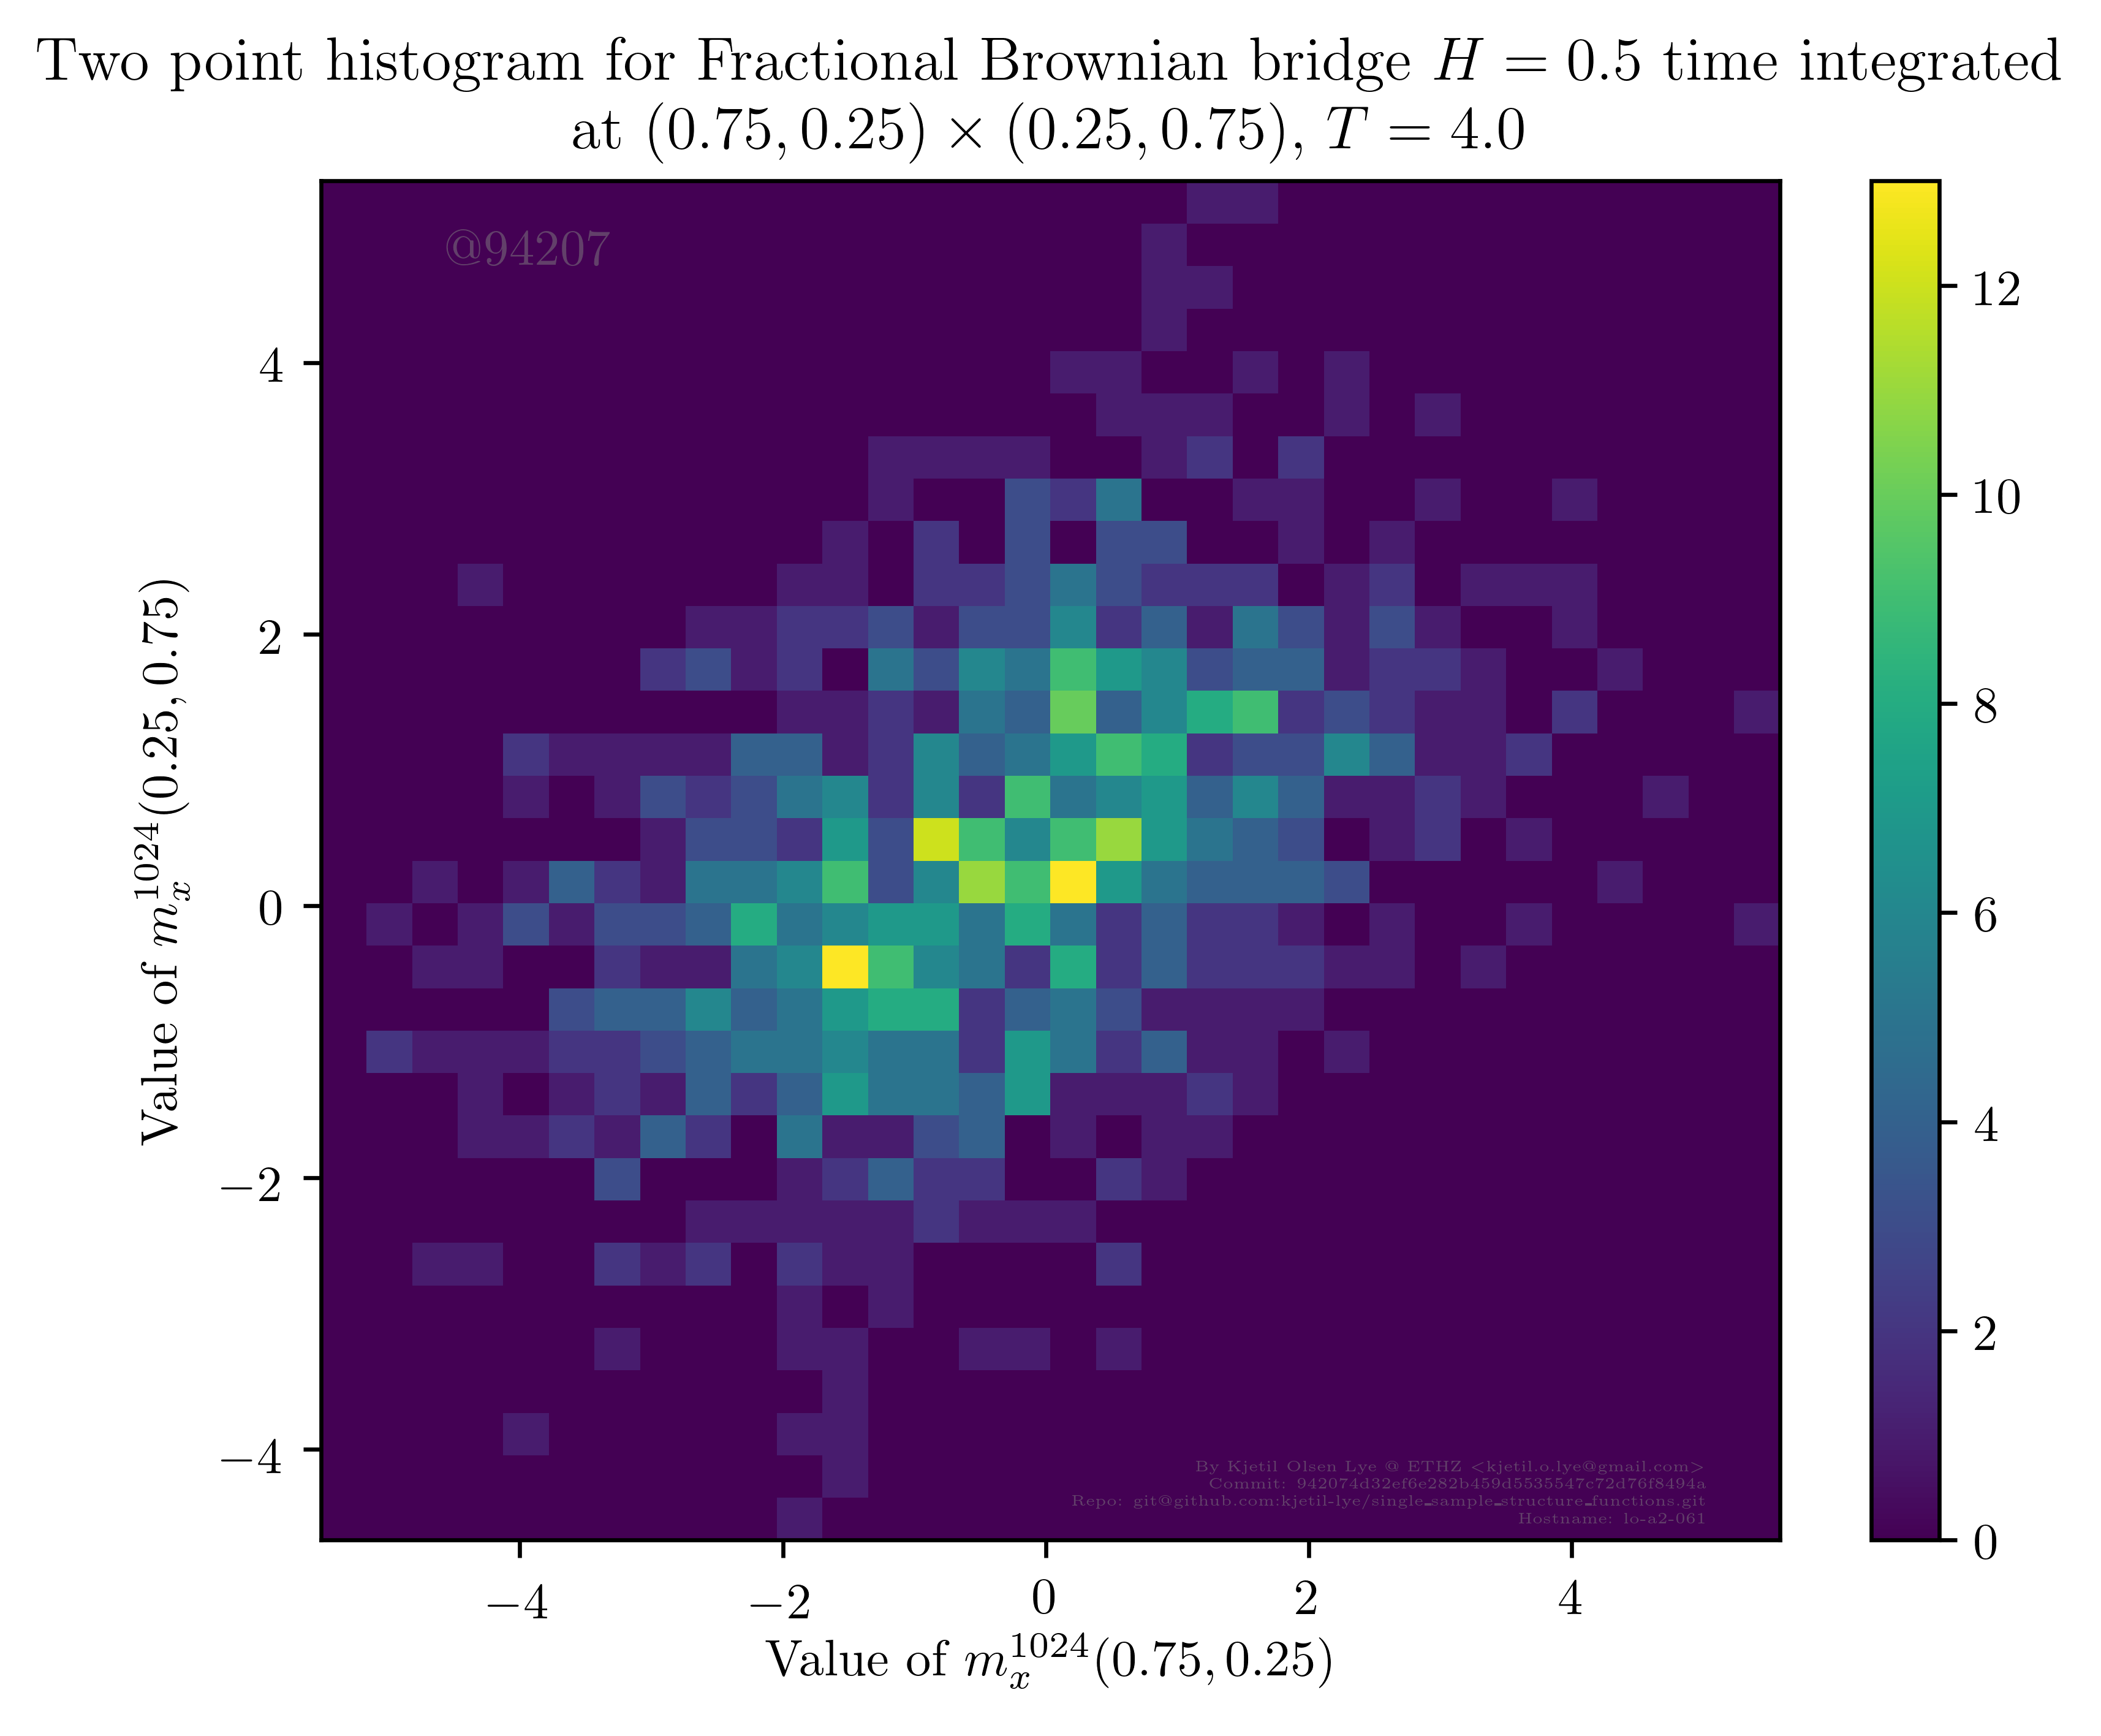 Two point histogram for Fractional Brownian bridge H = 0.5 time integrated
at (0.75, 0.25) × (0.25, 0.75), T = 4.0
@94207
4
2
0
−2
−4
Value of m_x^1024(0.25, 0.75)
−4 −2 0 2 4
Value of m_x^1024(0.75, 0.25)
12
10
8
6
4
2
0
By Kjetil Olsen Lye @ ETHZ <kjetil.o.lye@gmail.com>
Commit: 942074d32ef6e282b459d5535547c72d76f8494a
Repo: git@github.com:kjetil-lye/single_sample_structure_functions.git
Hostname: lo-a2-061